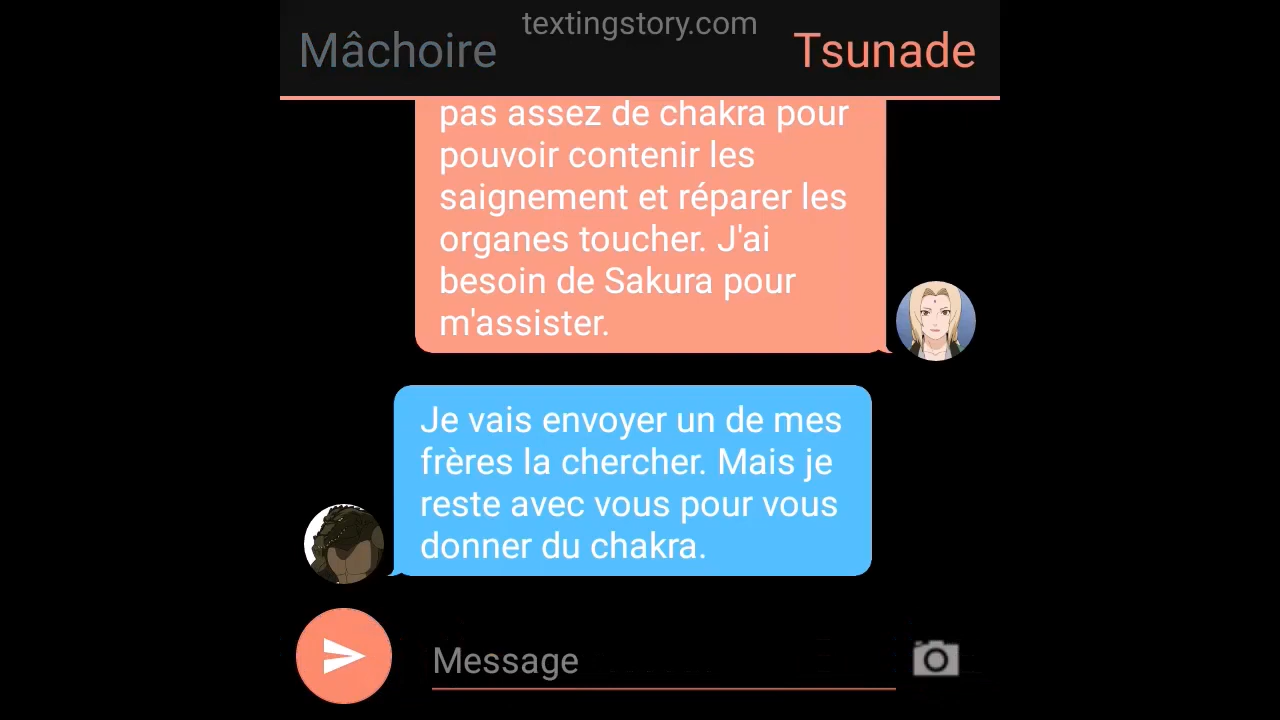 textingstory.com
Mâchoire
Tsunade
pas assez de chakra pour
pouvoir contenir les
saignement et réparer les
organes toucher. J'ai
besoin de Sakura pour
m'assister.
Je vais envoyer un de mes
frères la chercher. Mais je
reste avec vous pour vous
donner du chakra.
Message